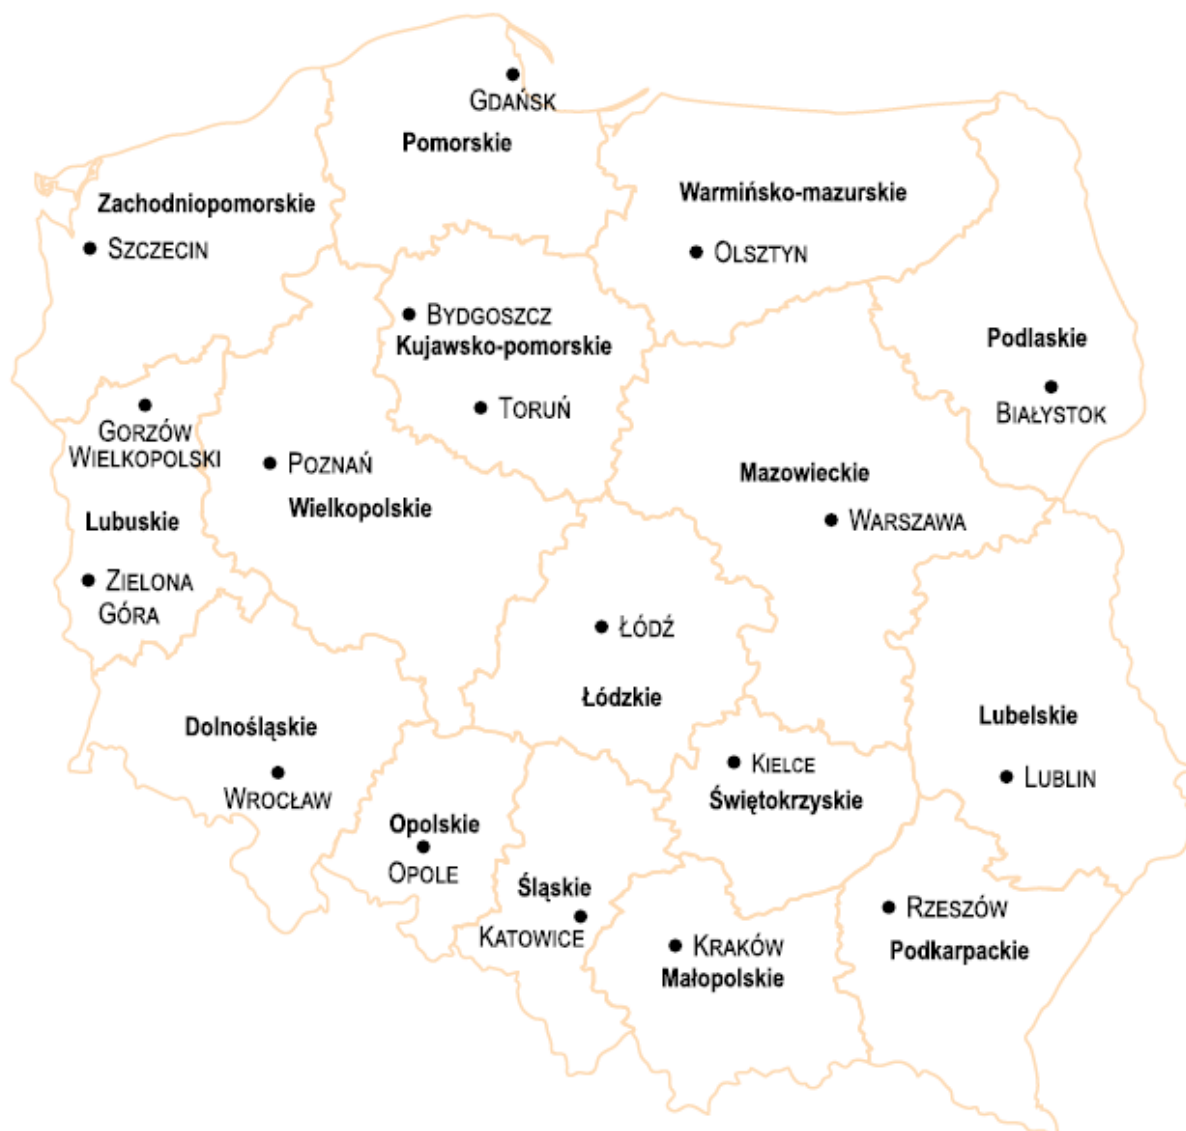 GDAŃSK
Pomorskie
Warmińsko-mazurskie
Zachodniopomorskie
SZCZECIN
OLSZTYN
BYDGOSZCZ
Kujawsko-pomorskie
Podlaskie
TORUŃ
BIAŁYSTOK
GORZÓW
WIELKOPOLSKI
POZNAŃ
Wielkopolskie
Mazowieckie
WARSZAWA
Lubuskie
ZIELONA
GÓRA
ŁÓDŹ
Łódzkie
Lubelskie
LUBLIN
Dolnośląskie
WROCŁAW
KIELCE
Świętokrzyskie
Opolskie
OPOLE
Śląskie
KATOWICE
KRAKÓW
Małopolskie
RZESZÓW
Podkarpackie